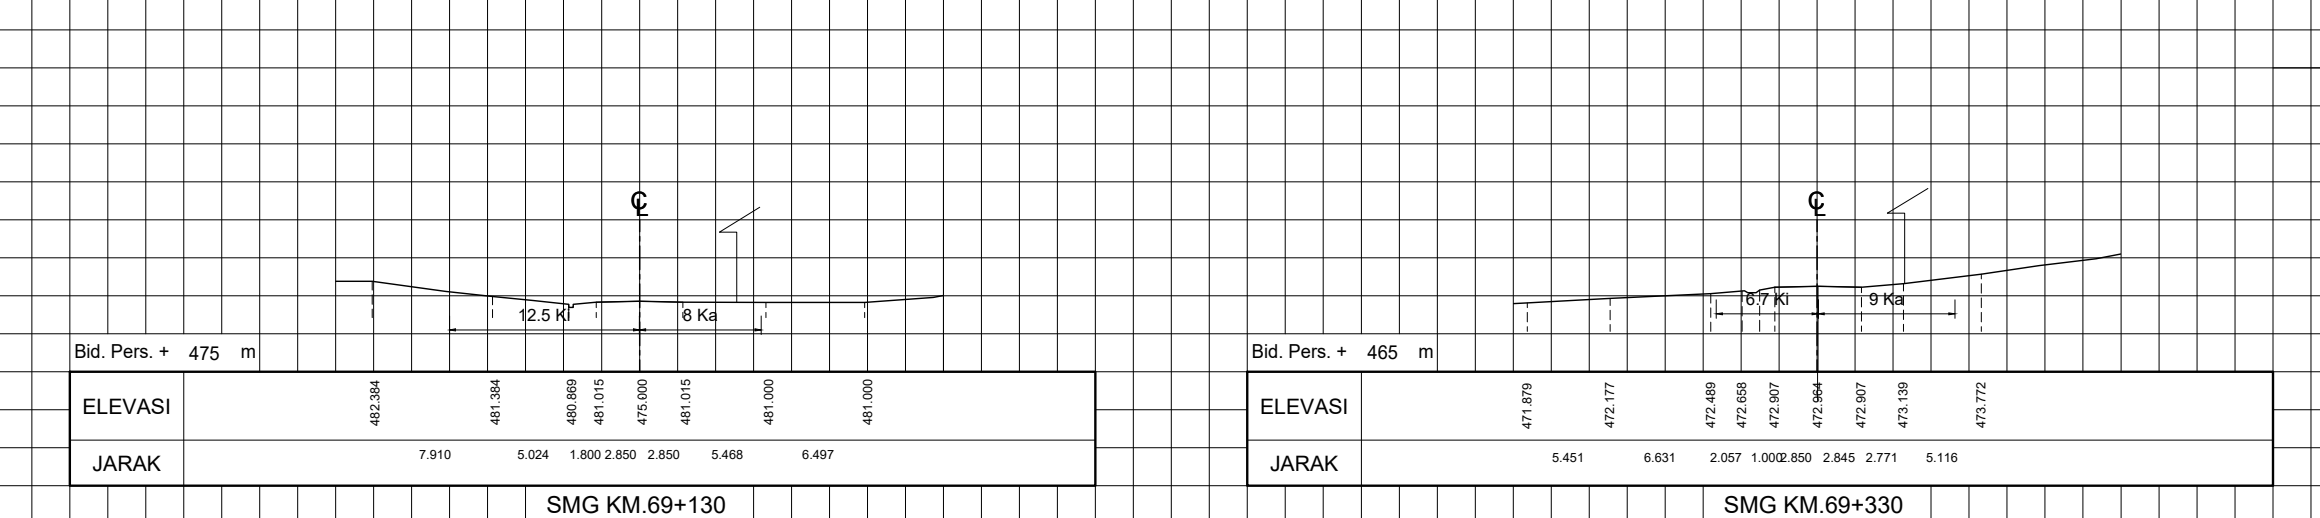 ℄
12.5 Ki 8 Ka
Bid. Pers. + 475 m
ELEVASI 482.384 481.384 480.869 481.015 475.000 481.015 481.000 481.000
JARAK 7.910 5.024 1.800 2.850 2.850 5.468 6.497
SMG KM.69+130
℄
6.7 Ki 9 Ka
Bid. Pers. + 465 m
ELEVASI 471.879 472.177 472.489 472.658 472.907 472.964 472.907 473.139 473.772
JARAK 5.451 6.631 2.057 1.000 2.850 2.845 2.771 5.116
SMG KM.69+330